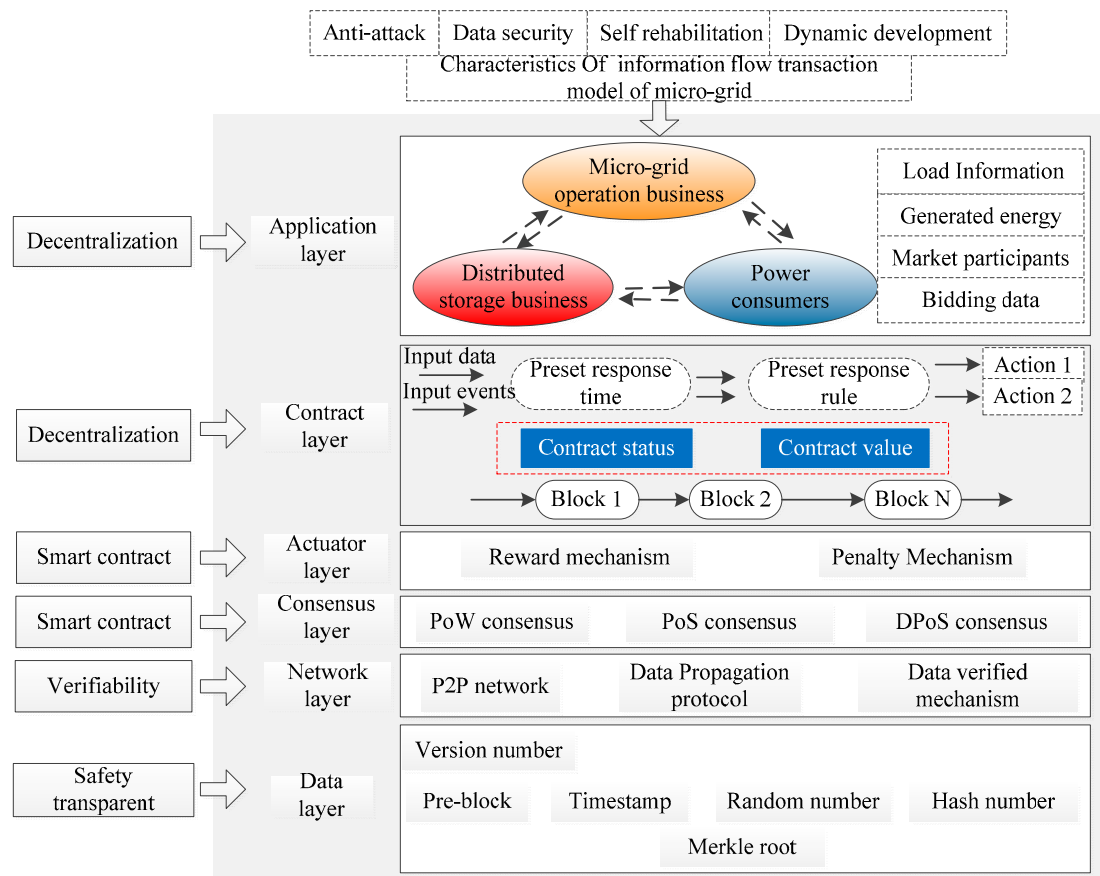 Anti-attack
Data security
Self rehabilitation
Dynamic development
Characteristics Of information flow transaction
model of micro-grid
Decentralization
Application
layer
Micro-grid
operation business
Distributed
storage business
Power
consumers
Load Information
Generated energy
Market participants
Bidding data
Decentralization
Contract
layer
Input data
Input events
Preset response
time
Preset response
rule
Action 1
Action 2
Contract status
Contract value
Block 1
Block 2
Block N
Smart contract
Actuator
layer
Reward mechanism
Penalty Mechanism
Smart contract
Consensus
layer
PoW consensus
PoS consensus
DPoS consensus
Verifiability
Network
layer
P2P network
Data Propagation
protocol
Data verified
mechanism
Safety
transparent
Data
layer
Version number
Pre-block
Timestamp
Random number
Hash number
Merkle root